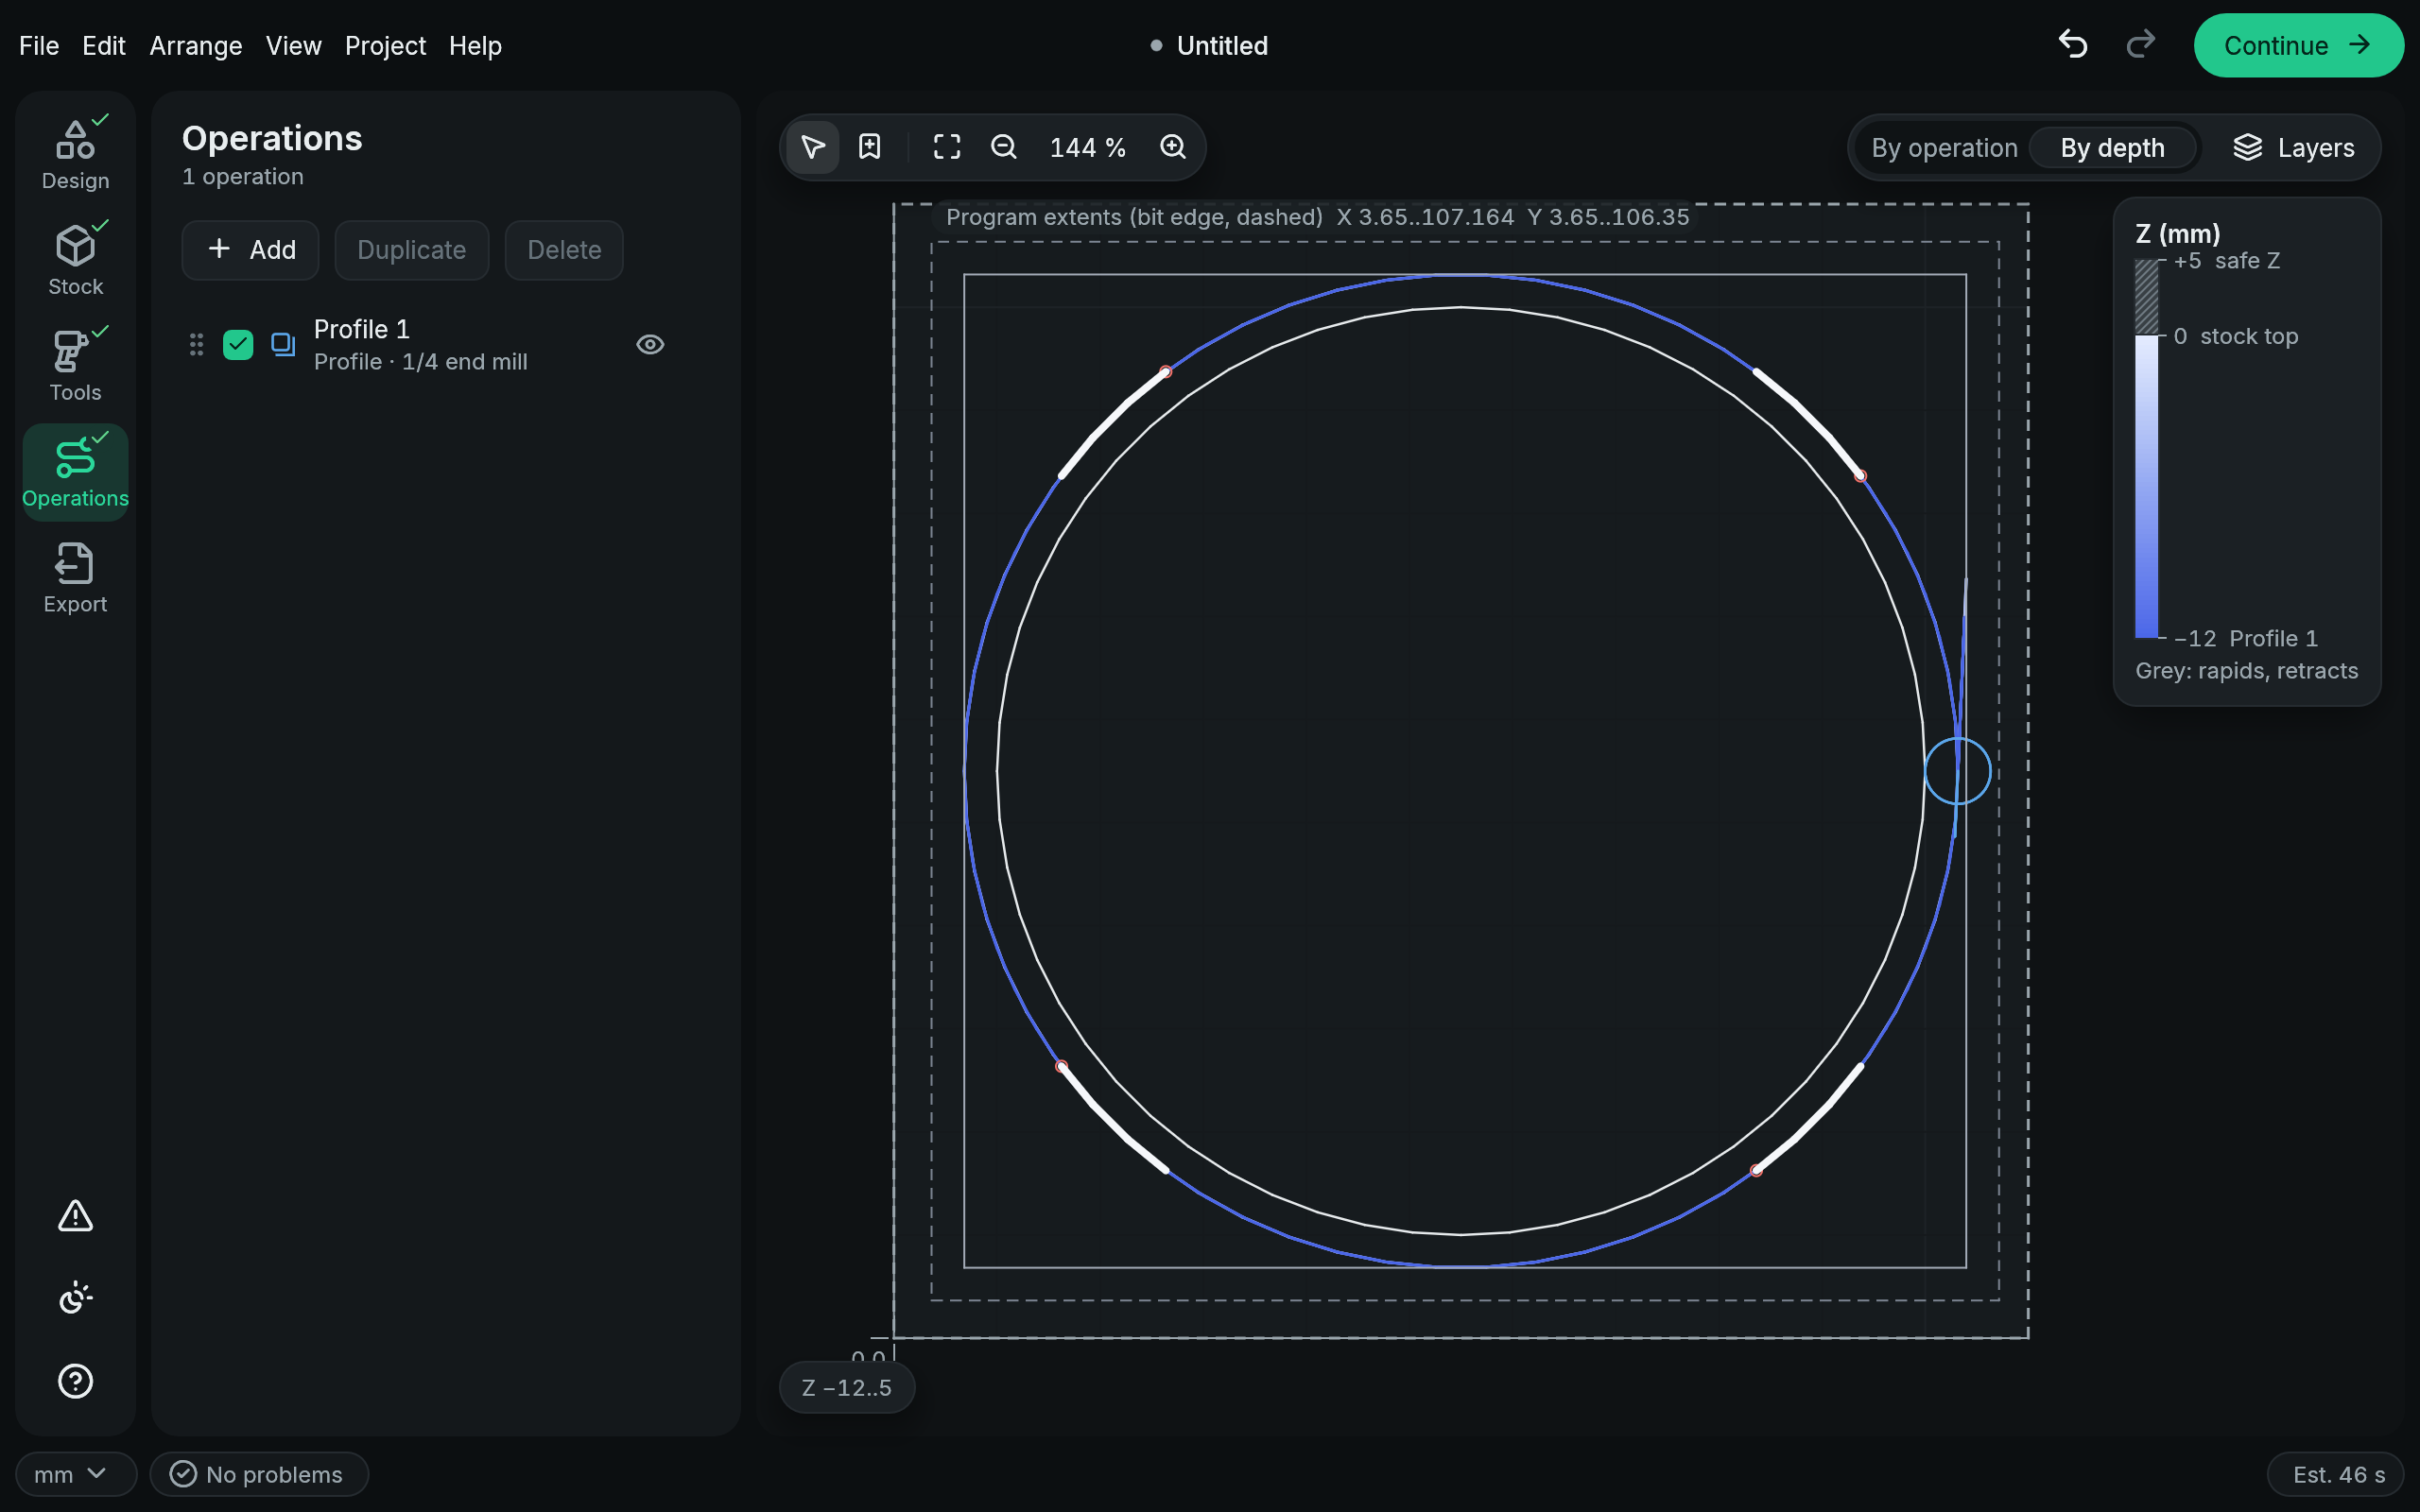 File Edit Arrange View Project Help
Untitled
Continue
Design
Stock
Tools
Operations
Export
Operations
1 operation
Add
Duplicate
Delete
Profile 1
Profile · 1/4 end mill
144 %
By operation
By depth
Layers
Program extents (bit edge, dashed) X 3.65..107.164 Y 3.65..106.35
Z (mm)
+5 safe Z
0 stock top
−12 Profile 1
Grey: rapids, retracts
Z −12..5
mm
No problems
Est. 46 s